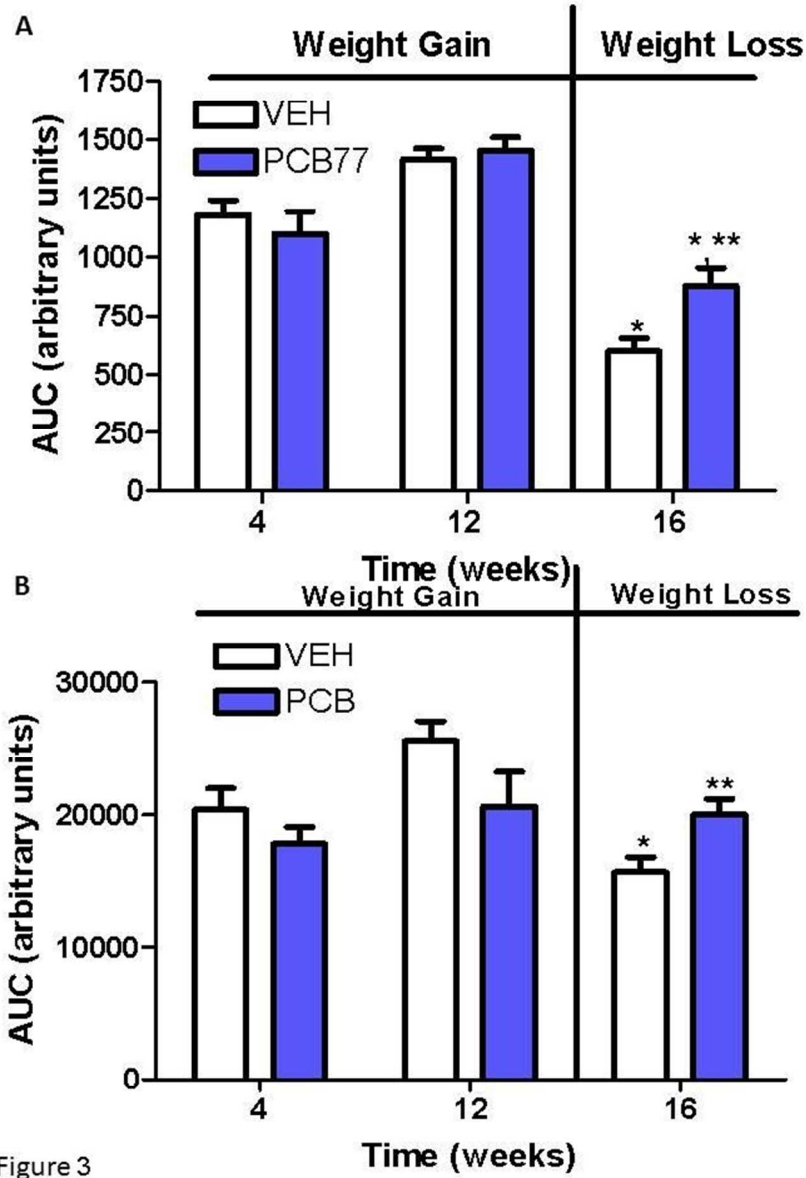 A
Weight Gain
Weight Loss
AUC (arbitrary units)
1750
1500
1250
1000
750
500
250
0
VEH
PCB77
*
* **
4
12
16
Time (weeks)
B
Weight Gain
Weight Loss
AUC (arbitrary units)
30000
20000
10000
0
VEH
PCB
*
**
4
12
16
Time (weeks)
Figure 3